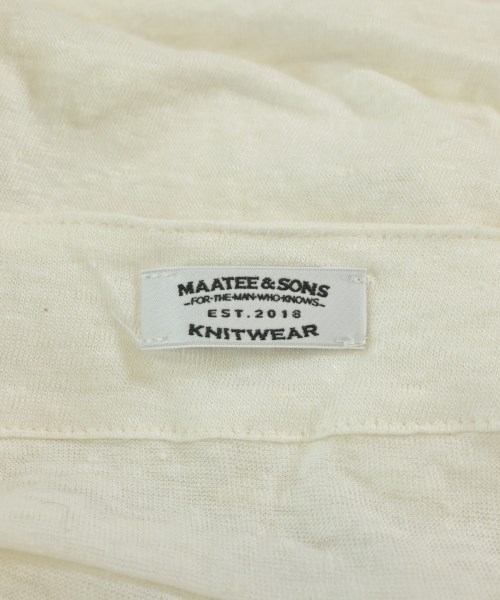 MAATEE & SONS
-FOR·THE·MAN·WHO·KNOWS-
EST.2018
KNITWEAR